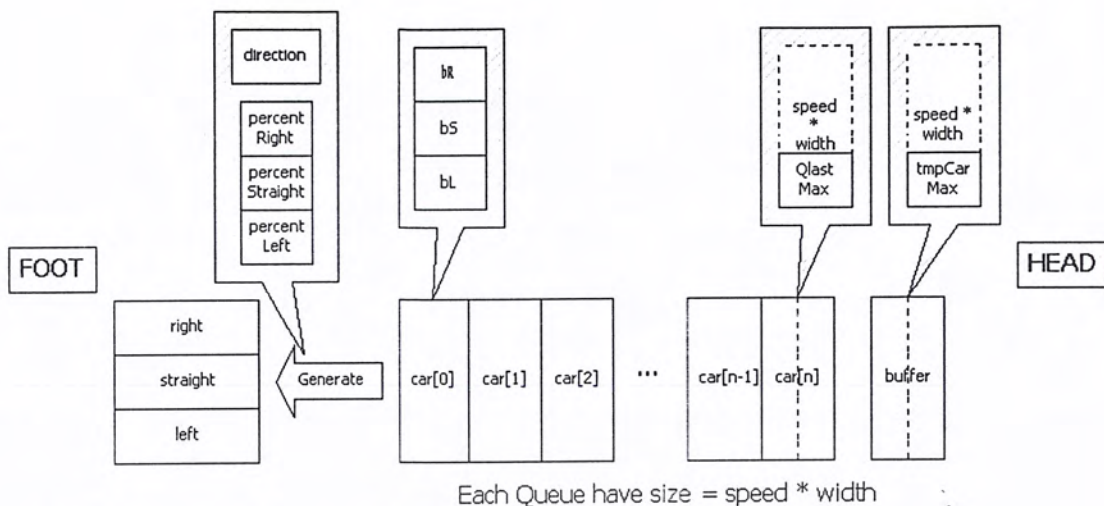 direction
percent
Right
percent
Straight
percent
Left
bR
bS
bL
speed
*
width
Qlast
Max
speed *
width
tmpCar
Max
FOOT
HEAD
right
straight
left
Generate
car[0]
car[1]
car[2]
...
car[n-1]
car[n]
buffer
Each Queue have size = speed * width